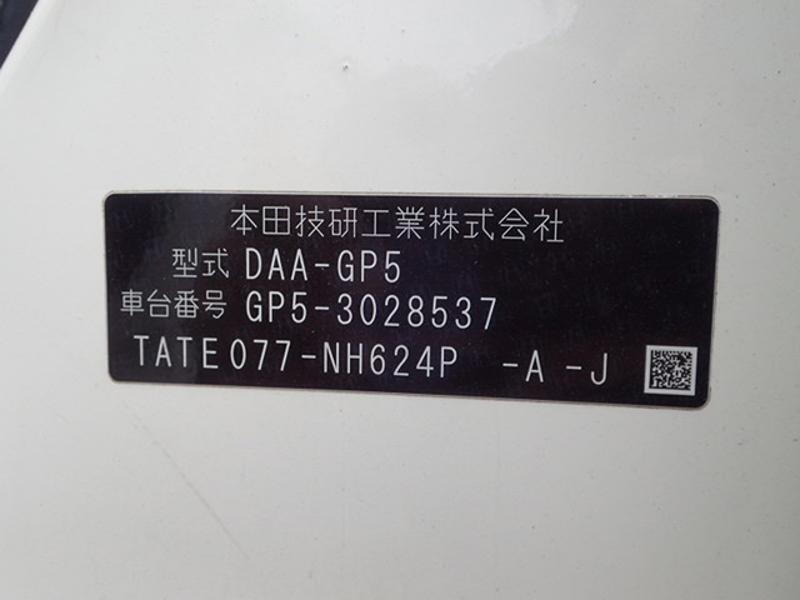 本田技研工業株式会社
型式 DAA-GP5
車台番号 GP5-3028537
TATE077-NH624P -A -J